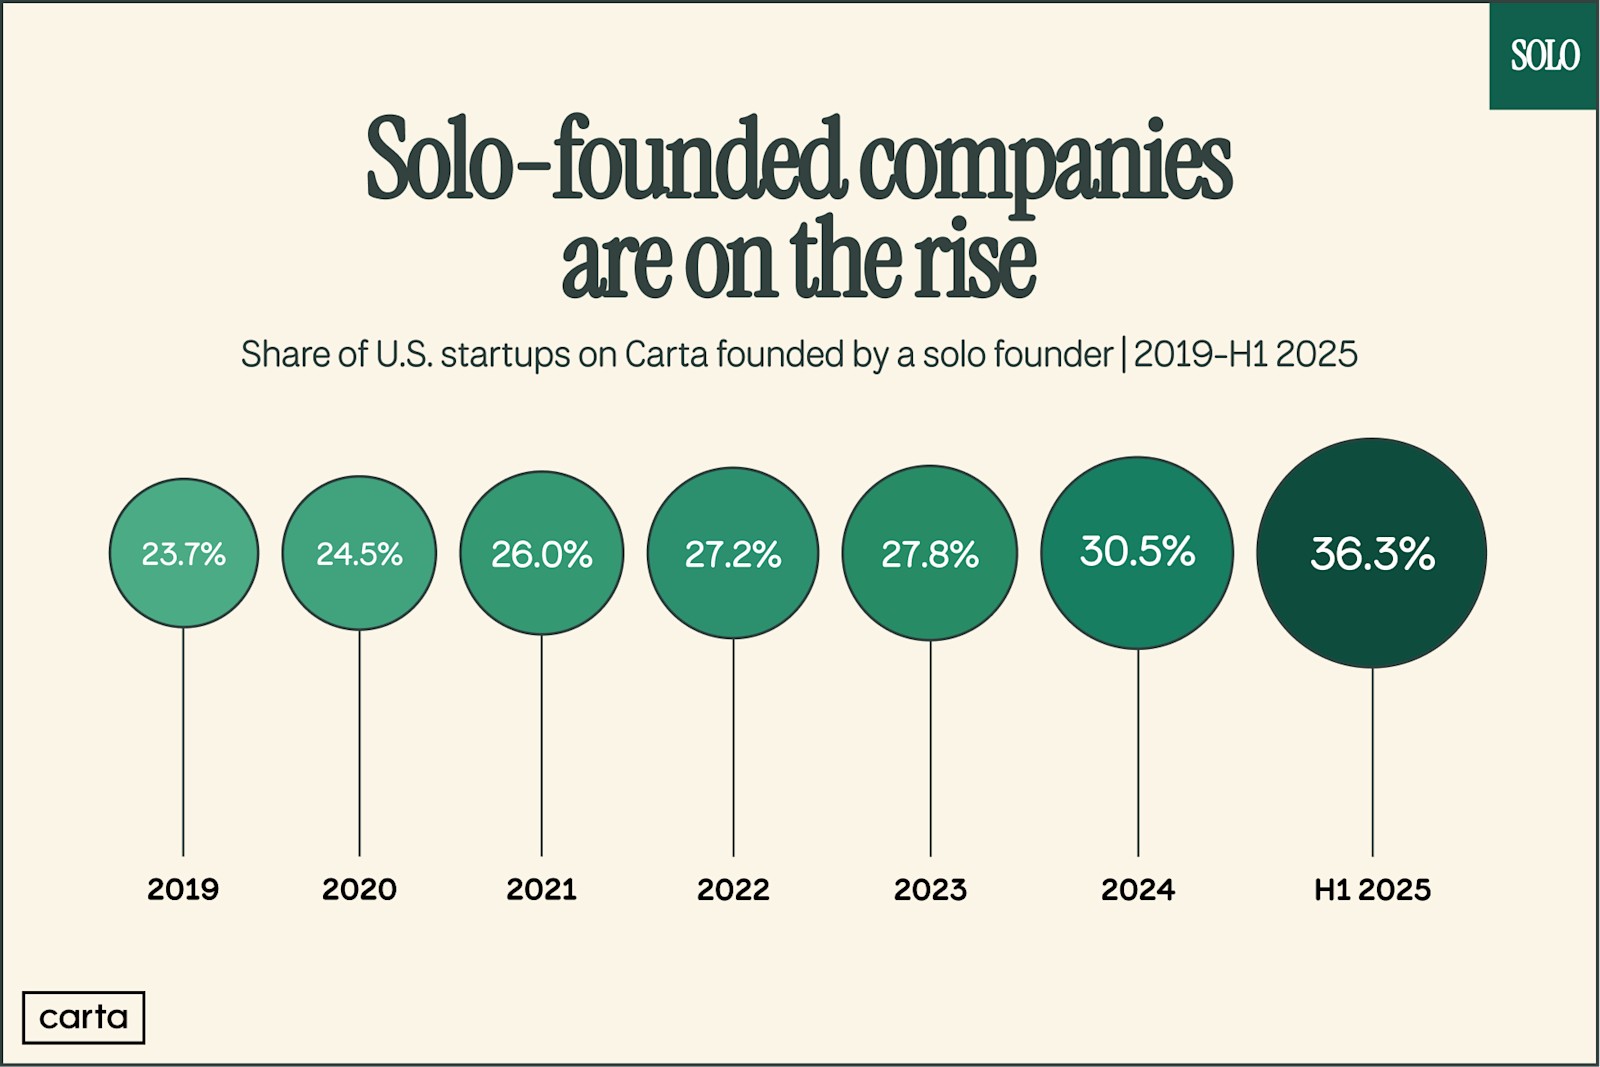 SOLO
Solo-founded companies
are on the rise
Share of U.S. startups on Carta founded by a solo founder | 2019-H1 2025
23.7% 24.5% 26.0% 27.2% 27.8% 30.5% 36.3%
2019 2020 2021 2022 2023 2024 H1 2025
carta